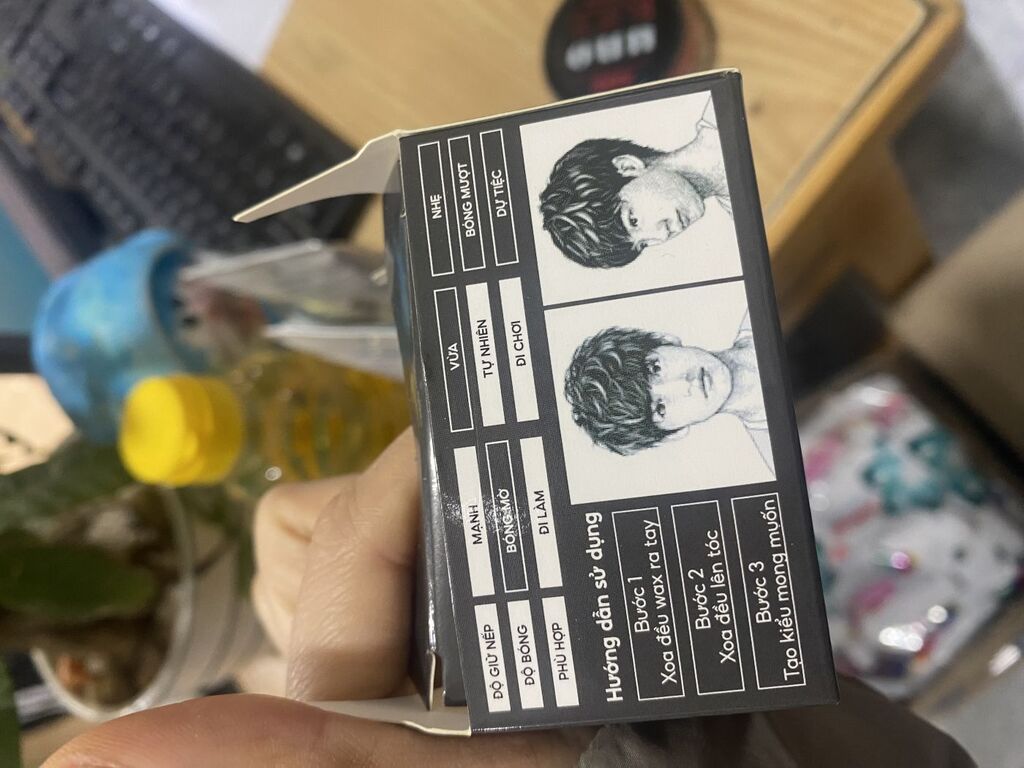 ĐỘ GIỮ NẾP MẠNH VỪA NHẸ
ĐỘ BÓNG BÓNG MỜ TỰ NHIÊN BÓNG MƯỢT
PHÙ HỢP ĐI LÀM ĐI CHƠI DỰ TIỆC
Hướng dẫn sử dụng
Bước 1
Xoa đều wax ra tay
Bước 2
Xoa đều lên tóc
Bước 3
Tạo kiểu mong muốn